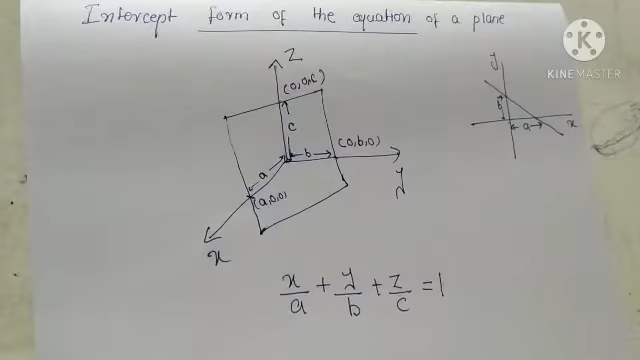 Intercept form of the equation of a plane
Z
(0,0,c)
c
b
(0,b,0)
a
(a,0,0)
y
x
y
b
a
x
K
KINEMASTER
x/a + y/b + z/c = 1